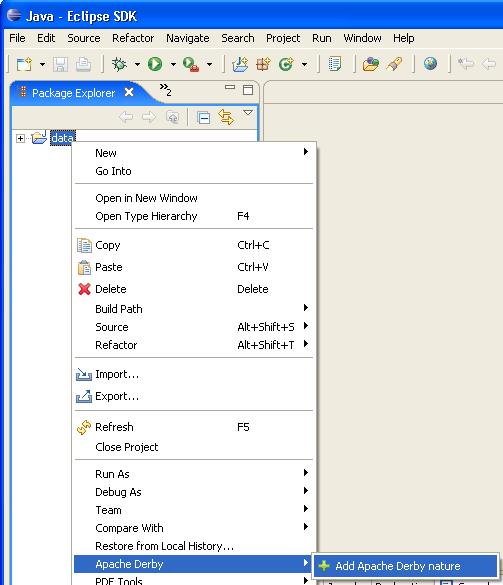 Java - Eclipse SDK
File Edit Source Refactor Navigate Search Project Run Window Help
Package Explorer 2
data
New
Go Into
Open in New Window
Open Type Hierarchy F4
Copy Ctrl+C
Paste Ctrl+V
Delete Delete
Build Path
Source Alt+Shift+S
Refactor Alt+Shift+T
Import...
Export...
Refresh F5
Close Project
Run As
Debug As
Team
Compare With
Restore from Local History...
Apache Derby
Add Apache Derby nature
PDE Tools